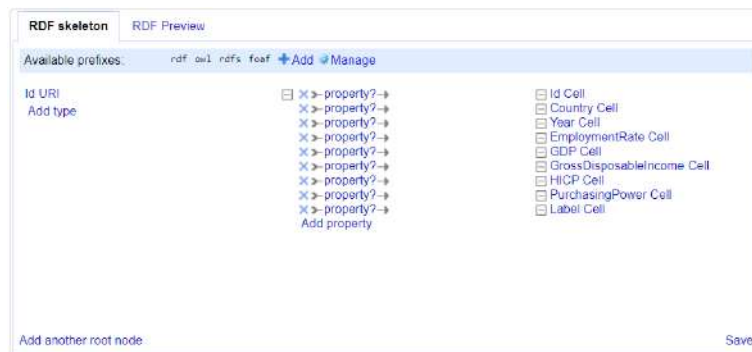 RDF skeleton RDF Preview
Available prefixes: rdf owl rdfs foaf Add Manage
Id URI property? Id Cell
Add type property? Country Cell
property? Year Cell
property? EmploymentRate Cell
property? GDP Cell
property? GrossDisposableIncome Cell
property? HICP Cell
property? PurchasingPower Cell
property? Label Cell
Add property
Add another root node Save